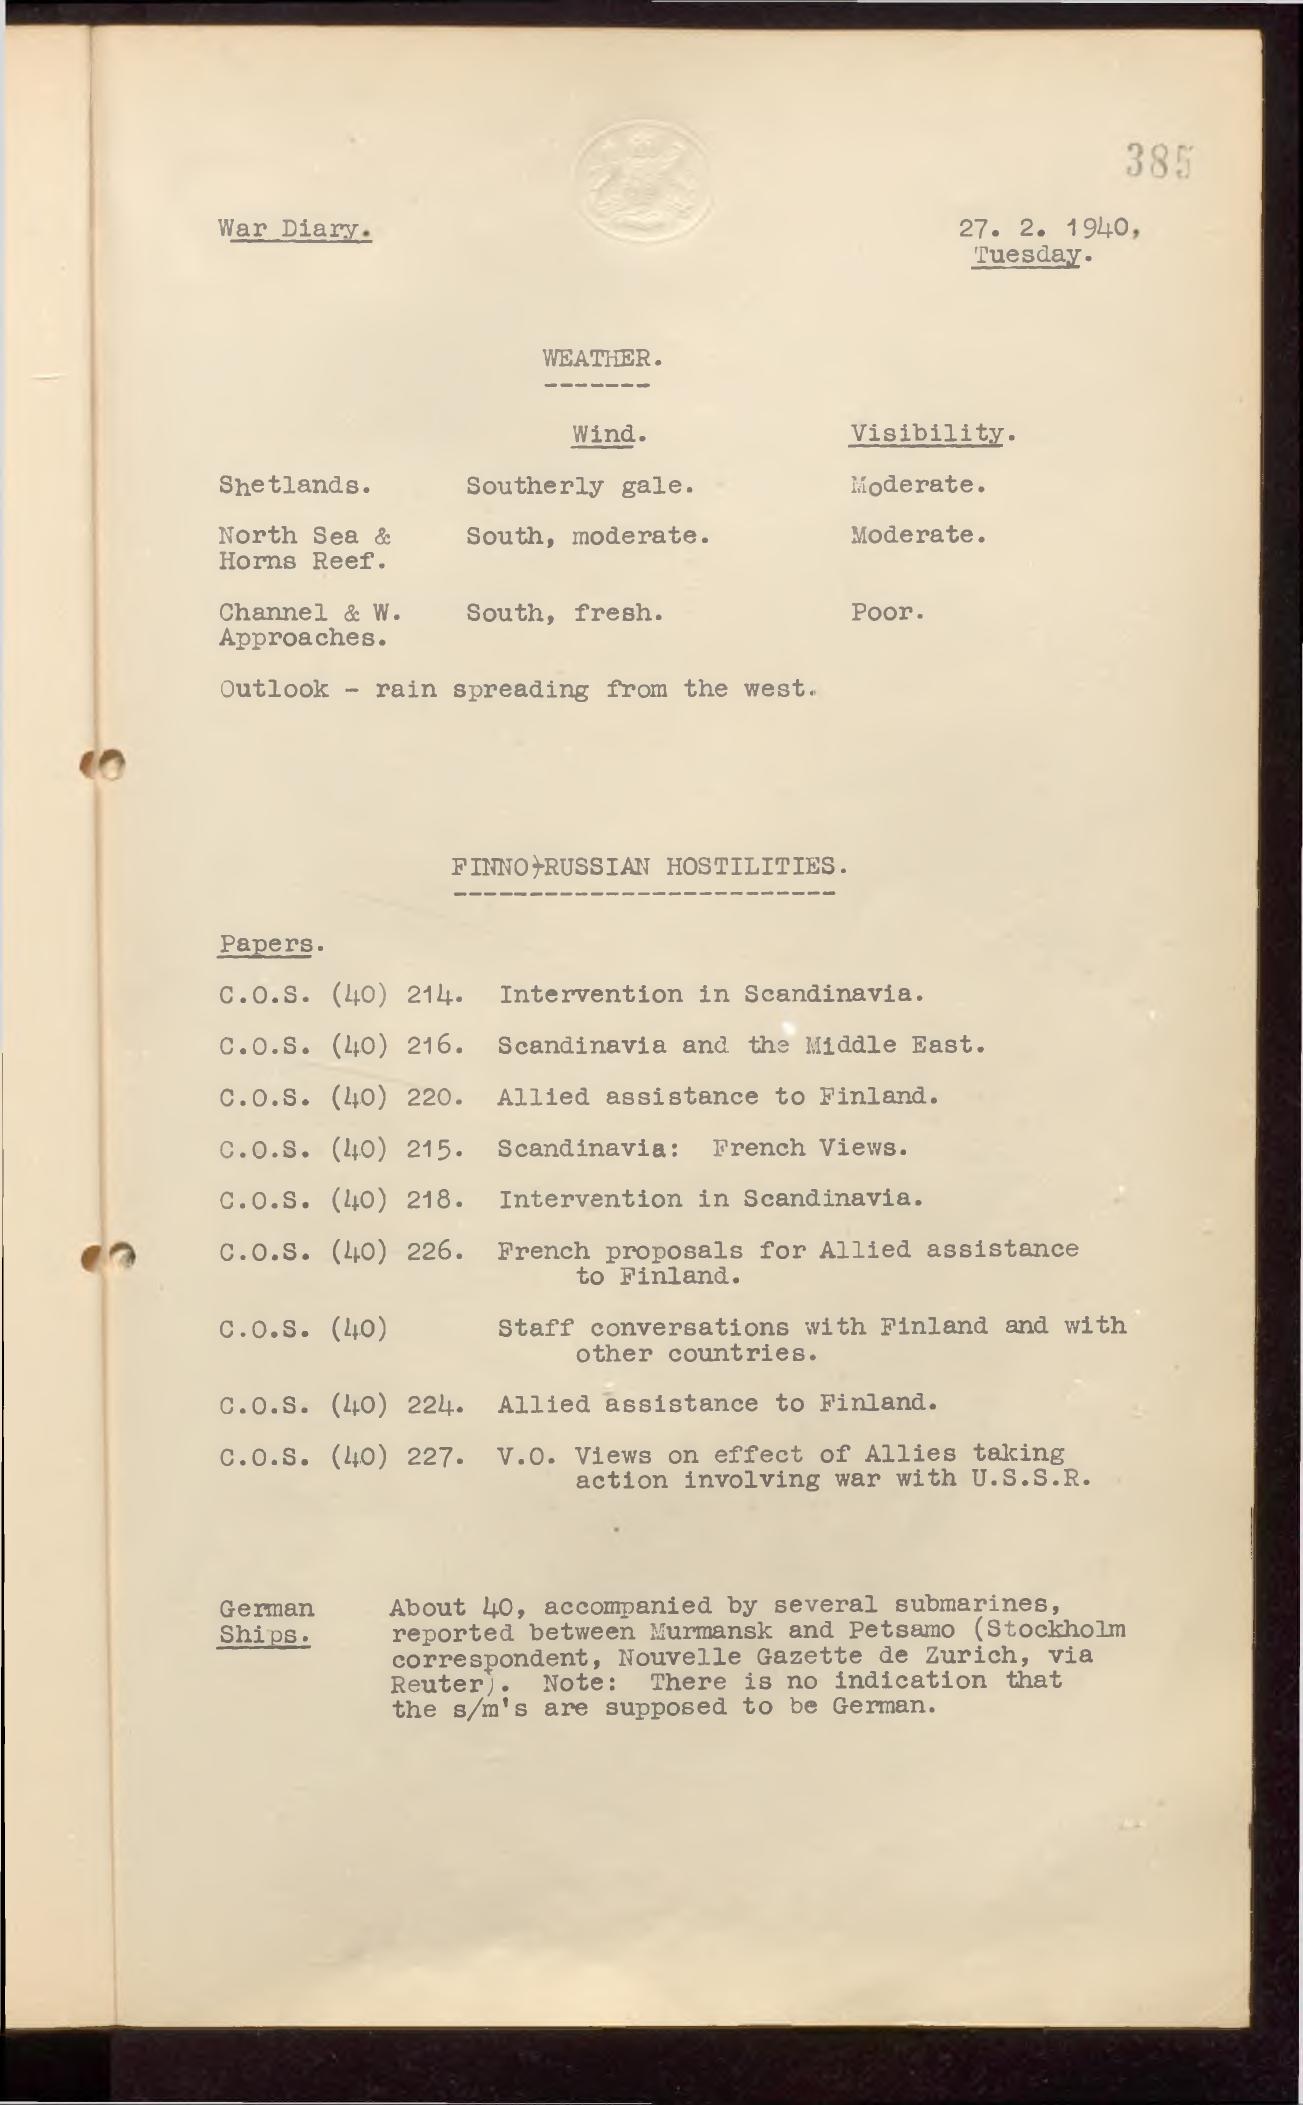 385
War Diary. 27. 2. 1940,
Tuesday.
WEATHER.
-------
Wind. Visibility.
Shetlands. Southerly gale. Moderate.
North Sea & South, moderate. Moderate.
Horns Reef.
Channel & W. South, fresh. Poor.
Approaches.
Outlook - rain spreading from the west.
FINNO-RUSSIAN HOSTILITIES.
-------------------------
Papers.
C.O.S. (40) 214. Intervention in Scandinavia.
C.O.S. (40) 216. Scandinavia and the Middle East.
C.O.S. (40) 220. Allied assistance to Finland.
C.O.S. (40) 215. Scandinavia: French Views.
C.O.S. (40) 218. Intervention in Scandinavia.
C.O.S. (40) 226. French proposals for Allied assistance
to Finland.
C.O.S. (40) Staff conversations with Finland and with
other countries.
C.O.S. (40) 224. Allied assistance to Finland.
C.O.S. (40) 227. V.O. Views on effect of Allies taking
action involving war with U.S.S.R.
German About 40, accompanied by several submarines,
Ships. reported between Murmansk and Petsamo (Stockholm
correspondent, Nouvelle Gazette de Zurich, via
Reuter). Note: There is no indication that
the s/m's are supposed to be German.